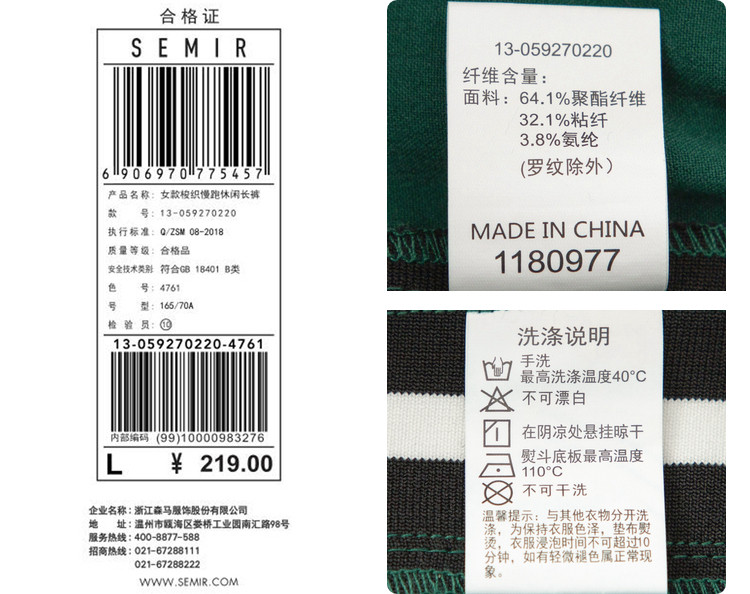 合格证
SEMIR
6 906970 775457
产品名称: 女款梭织慢跑休闲长裤
款 号: 13-059270220
执行标准: Q/ZSM 08-2018
质量等级: 合格品
安全技术类别: 符合GB 18401 B类
色 号: 4761
号 型: 165/70A
检 验 员: ⑩
13-059270220-4761
内部编码 (99)10000983276
L ¥ 219.00
企业名称: 浙江森马服饰股份有限公司
地 址: 温州市瓯海区娄桥工业园南汇路98号
服务热线: 400-8877-588
招商热线: 021-67288111
021-67288431
WWW.SEMIR.COM
13-059270220
纤维含量:
面料: 64.1%聚酯纤维
32.1%粘纤
3.8%氨纶
(罗纹除外)
MADE IN CHINA
1180977
洗涤说明
手洗
最高洗涤温度40°C
不可漂白
在阴凉处悬挂晾干
熨斗底板最高温度
110°C
不可干洗
温馨提示: 与其他衣物分开洗
涤, 为保持衣服色泽, 垫布熨
烫, 衣服浸泡时间不可超过10
分钟, 如有轻微褪色属正常现
象。